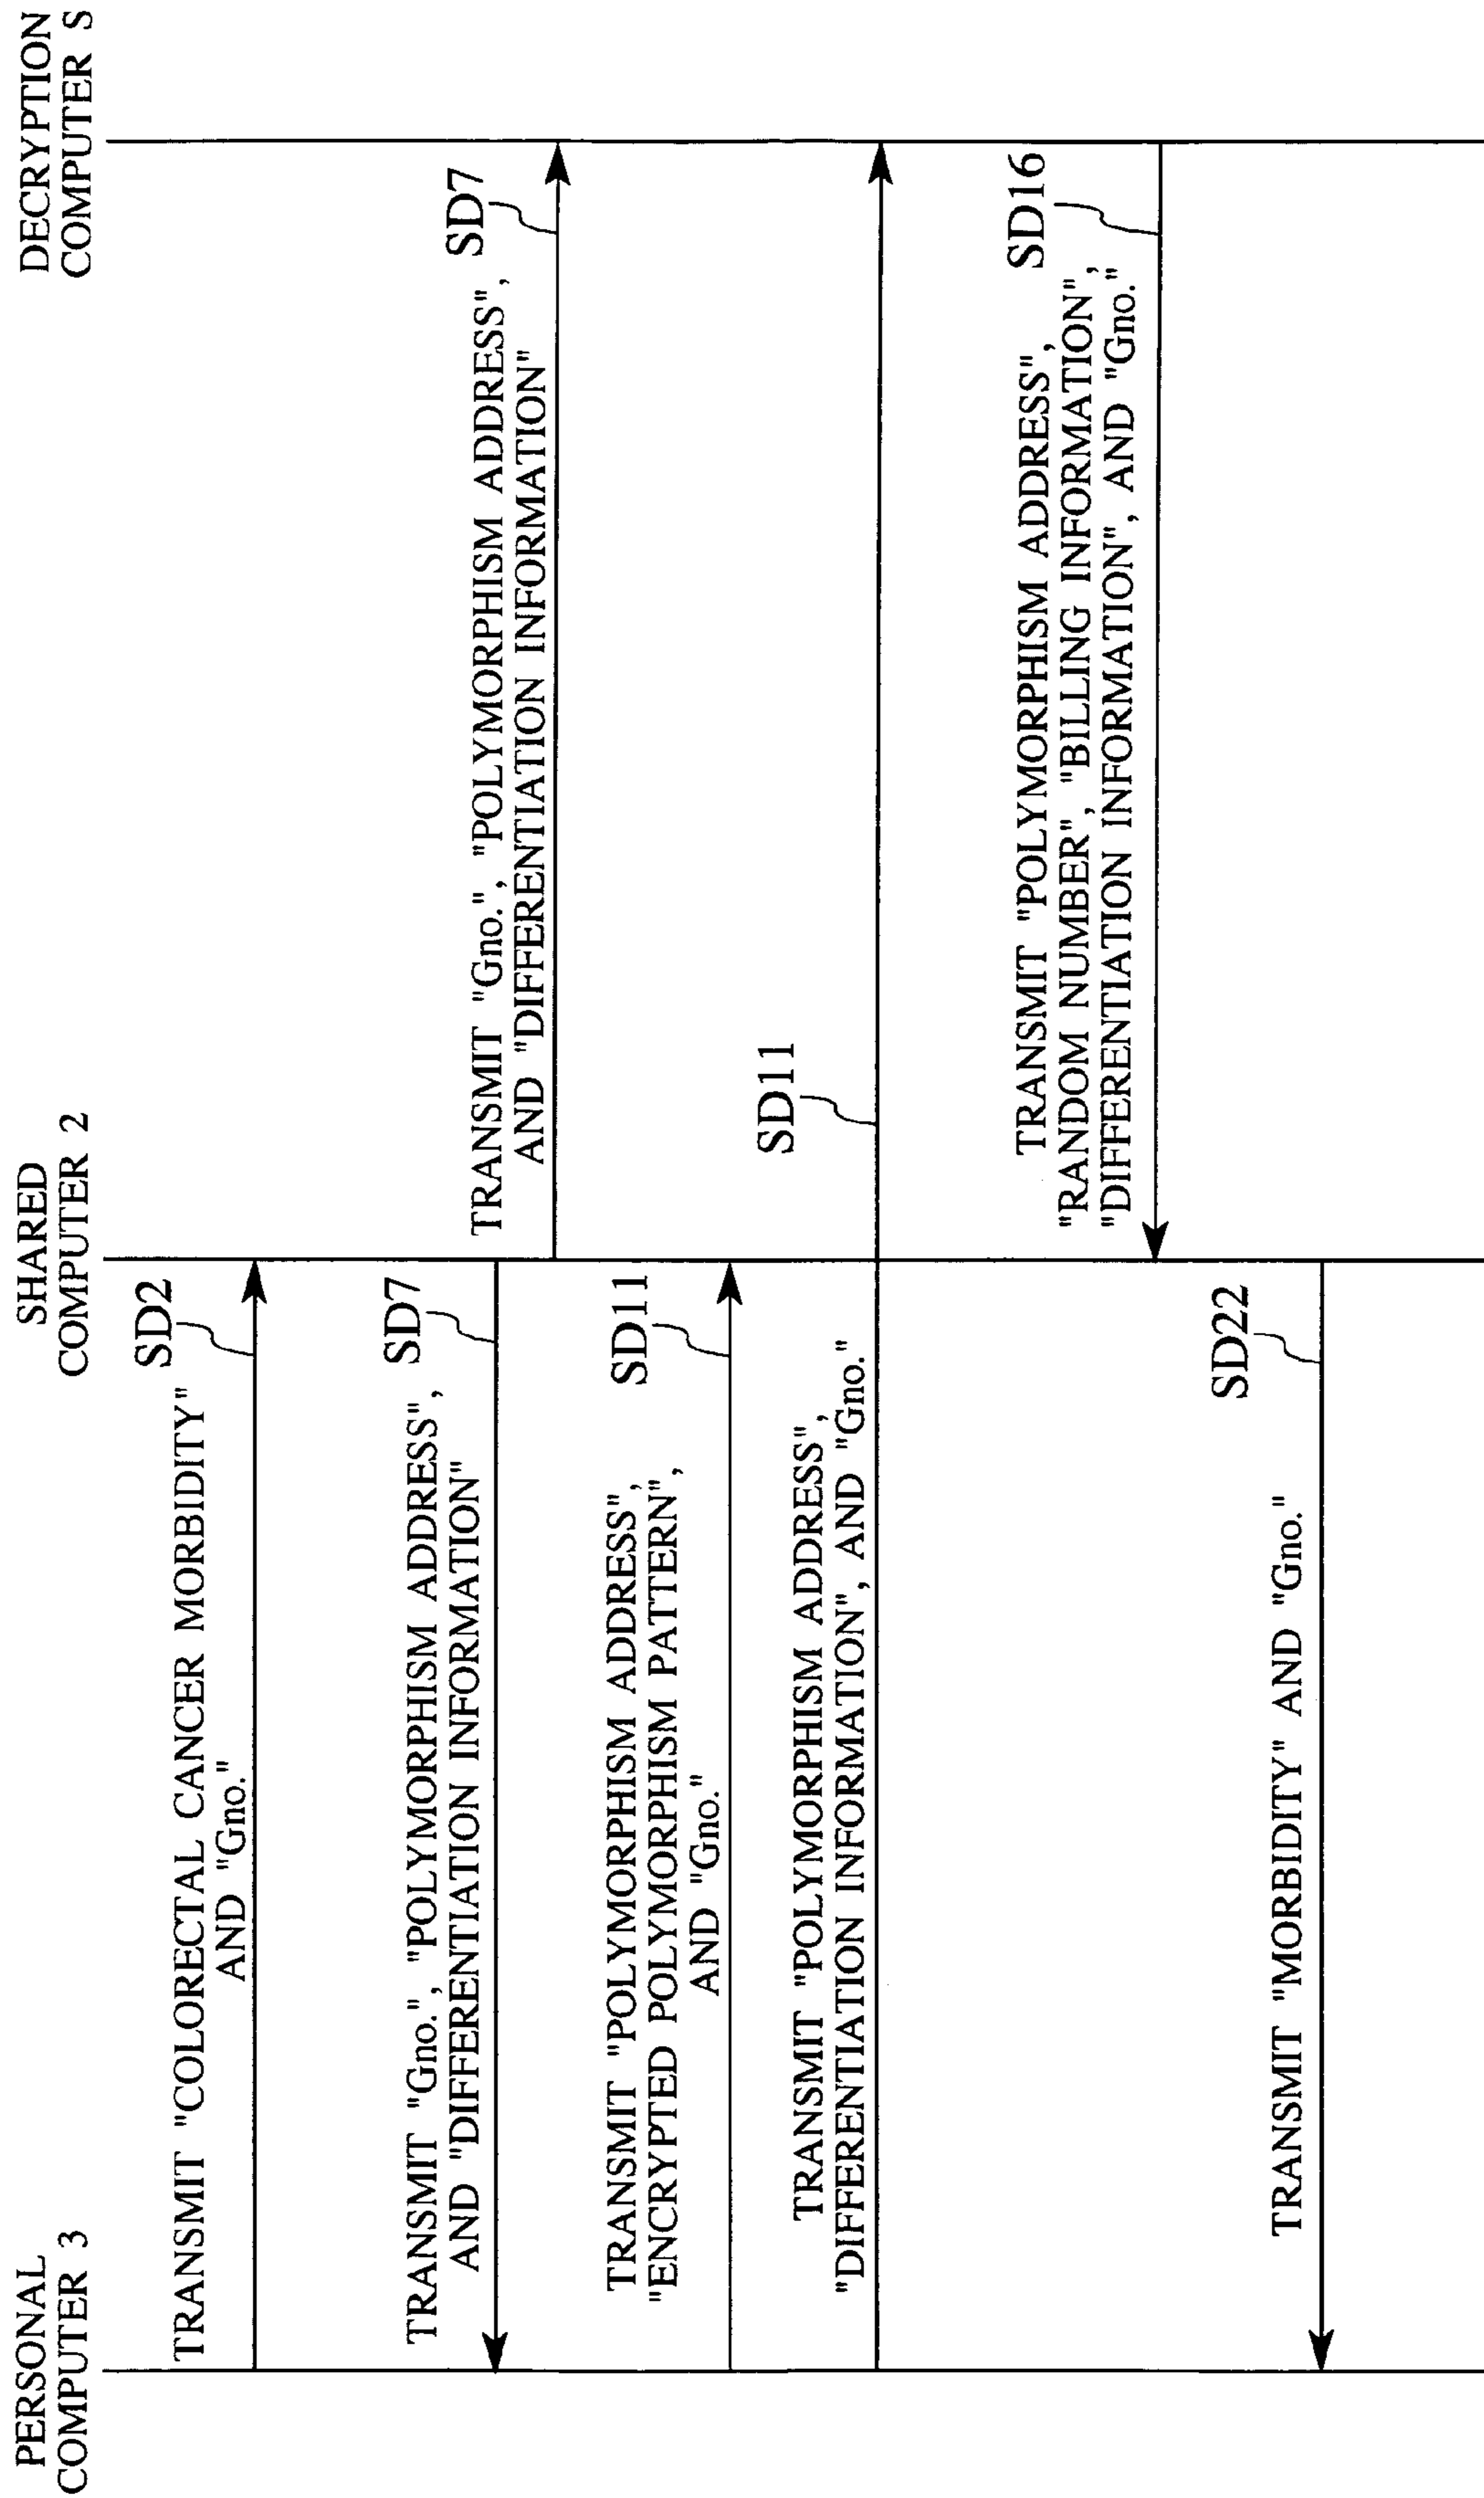 PERSONAL
COMPUTER 3
SHARED
COMPUTER 2
DECRYPTION
COMPUTER S
TRANSMIT "COLORECTAL CANCER MORBIDITY"
AND "Gno."
SD2
TRANSMIT "Gno.", "POLYMORPHISM ADDRESS",
AND "DIFFERENTIATION INFORMATION"
SD7
TRANSMIT "Gno.", "POLYMORPHISM ADDRESS",
AND "DIFFERENTIATION INFORMATION"
SD7
TRANSMIT "POLYMORPHISM ADDRESS",
"ENCRYPTED POLYMORPHISM PATTERN",
AND "Gno."
SD11
TRANSMIT "POLYMORPHISM ADDRESS",
"DIFFERENTIATION INFORMATION", AND "Gno."
SD11
TRANSMIT "POLYMORPHISM ADDRESS",
"RANDOM NUMBER", "BILLING INFORMATION",
"DIFFERENTIATION INFORMATION", AND "Gno."
SD16
TRANSMIT "MORBIDITY" AND "Gno."
SD22